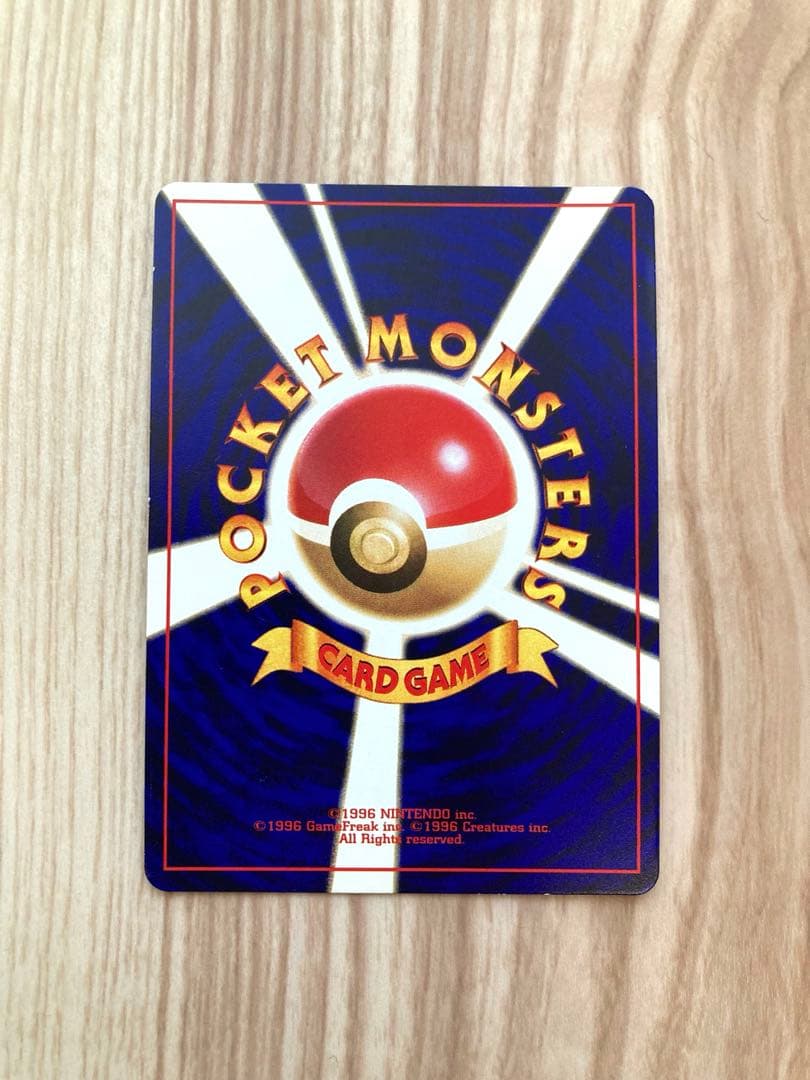 POCKET MONSTERS
CARD GAME
©1996 NINTENDO inc.
©1996 GameFreak inc. ©1996 Creatures inc.
All Rights reserved.